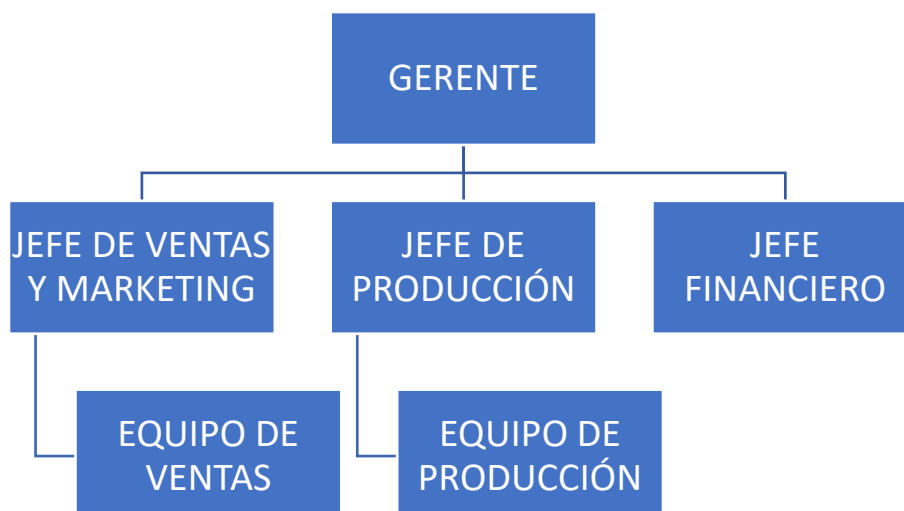 GERENTE
JEFE DE VENTAS
Y MARKETING
JEFE DE
PRODUCCIÓN
JEFE
FINANCIERO
EQUIPO DE
VENTAS
EQUIPO DE
PRODUCCIÓN